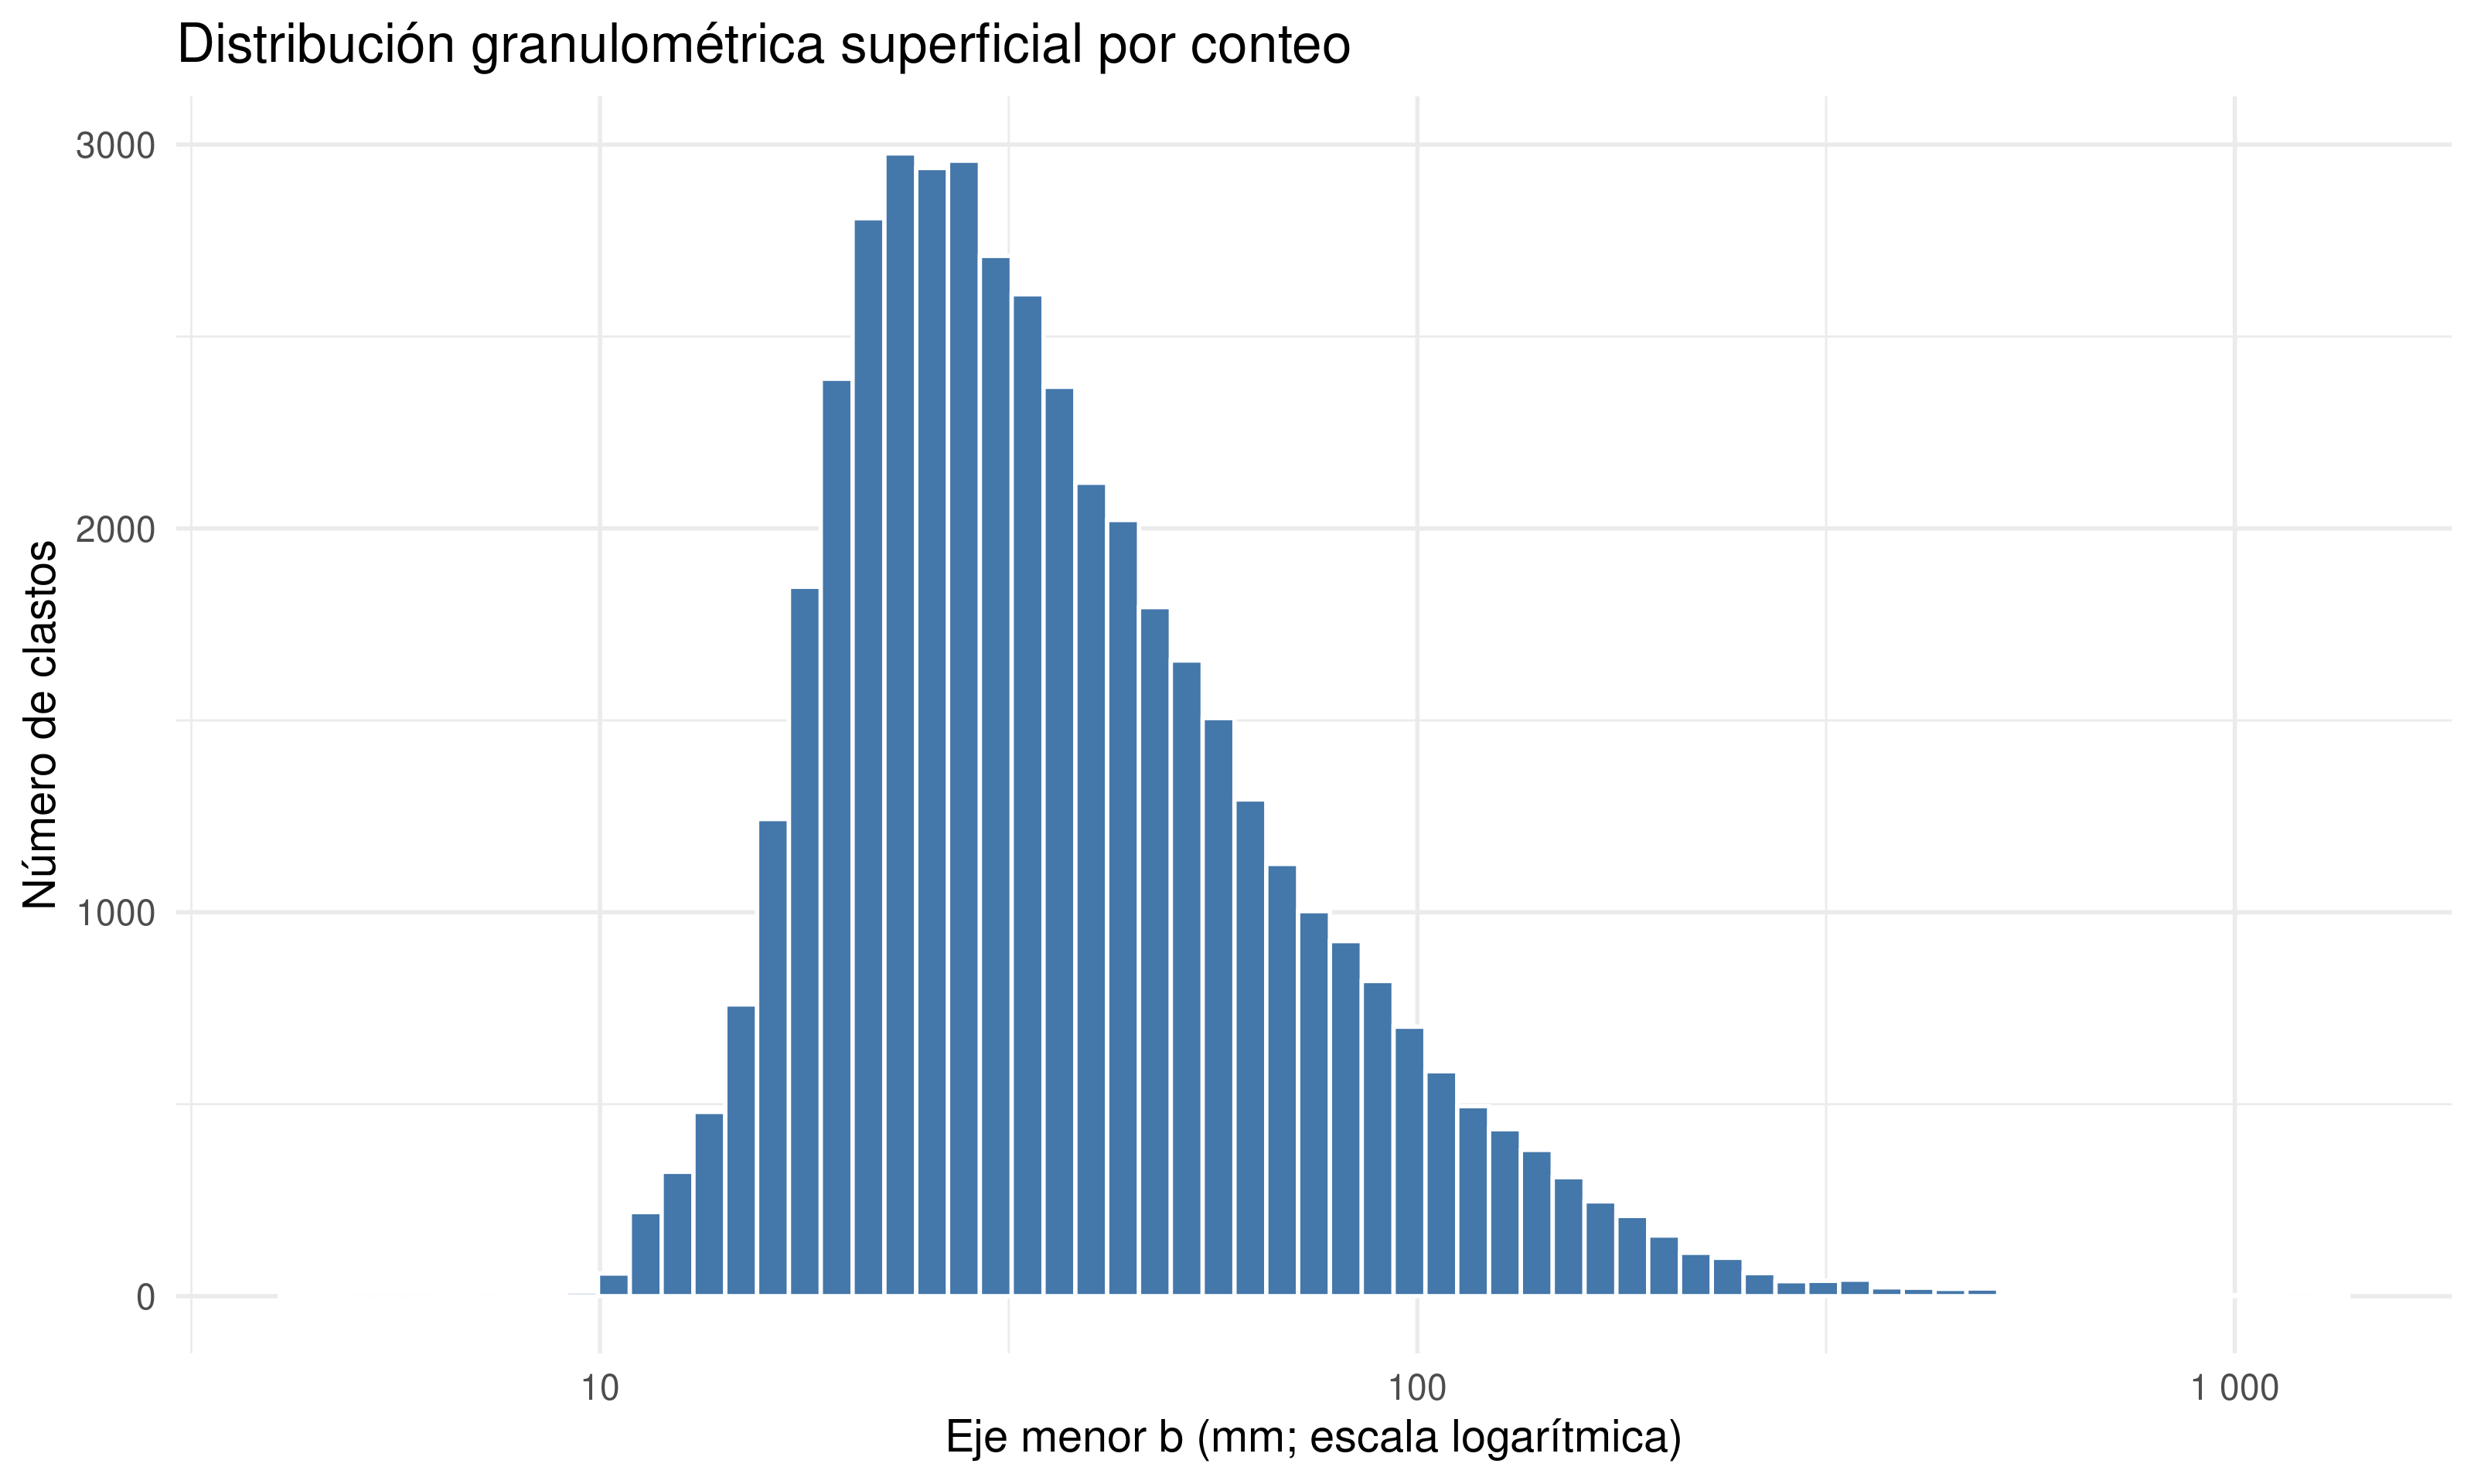 Distribución granulométrica superficial por conteo
3000
2000
1000
0
Número de clastos
10
100
1 000
Eje menor b (mm; escala logarítmica)